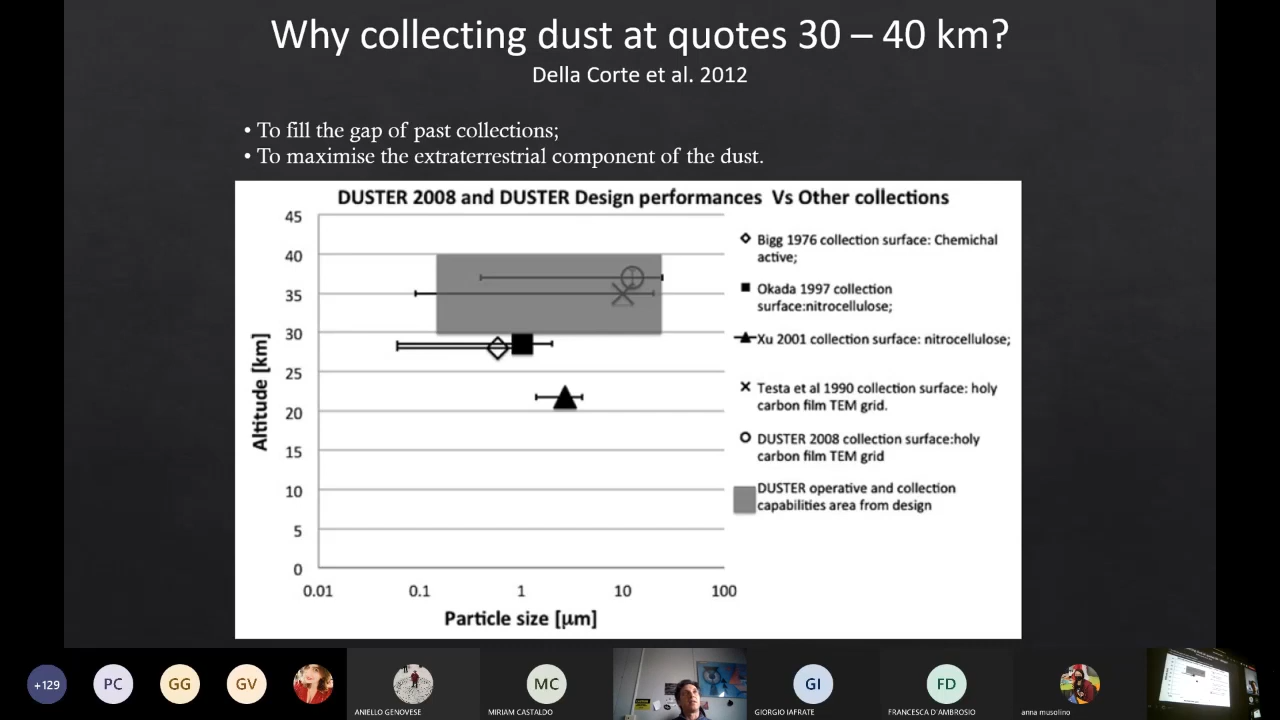 Why collecting dust at quotes 30 – 40 km?
Della Corte et al. 2012
• To fill the gap of past collections;
• To maximise the extraterrestrial component of the dust.
DUSTER 2008 and DUSTER Design performances Vs Other collections
45
40
35
30
25
20
15
10
5
0
Altitude [km]
0.01 0.1 1 10 100
Particle size [µm]
Bigg 1976 collection surface: Chemichal
active;
Okada 1997 collection
surface:nitrocellulose;
Xu 2001 collection surface: nitrocellulose;
Testa et al 1990 collection surface: holy
carbon film TEM grid.
DUSTER 2008 collection surface:holy
carbon film TEM grid
DUSTER operative and collection
capabilities area from design
+129 PC GG GV MC GI FD
ANIELLO GENOVESE MIRIAM CASTALDO GIORGIO IAFRATE FRANCESCA D'AMBROSIO anna musolino